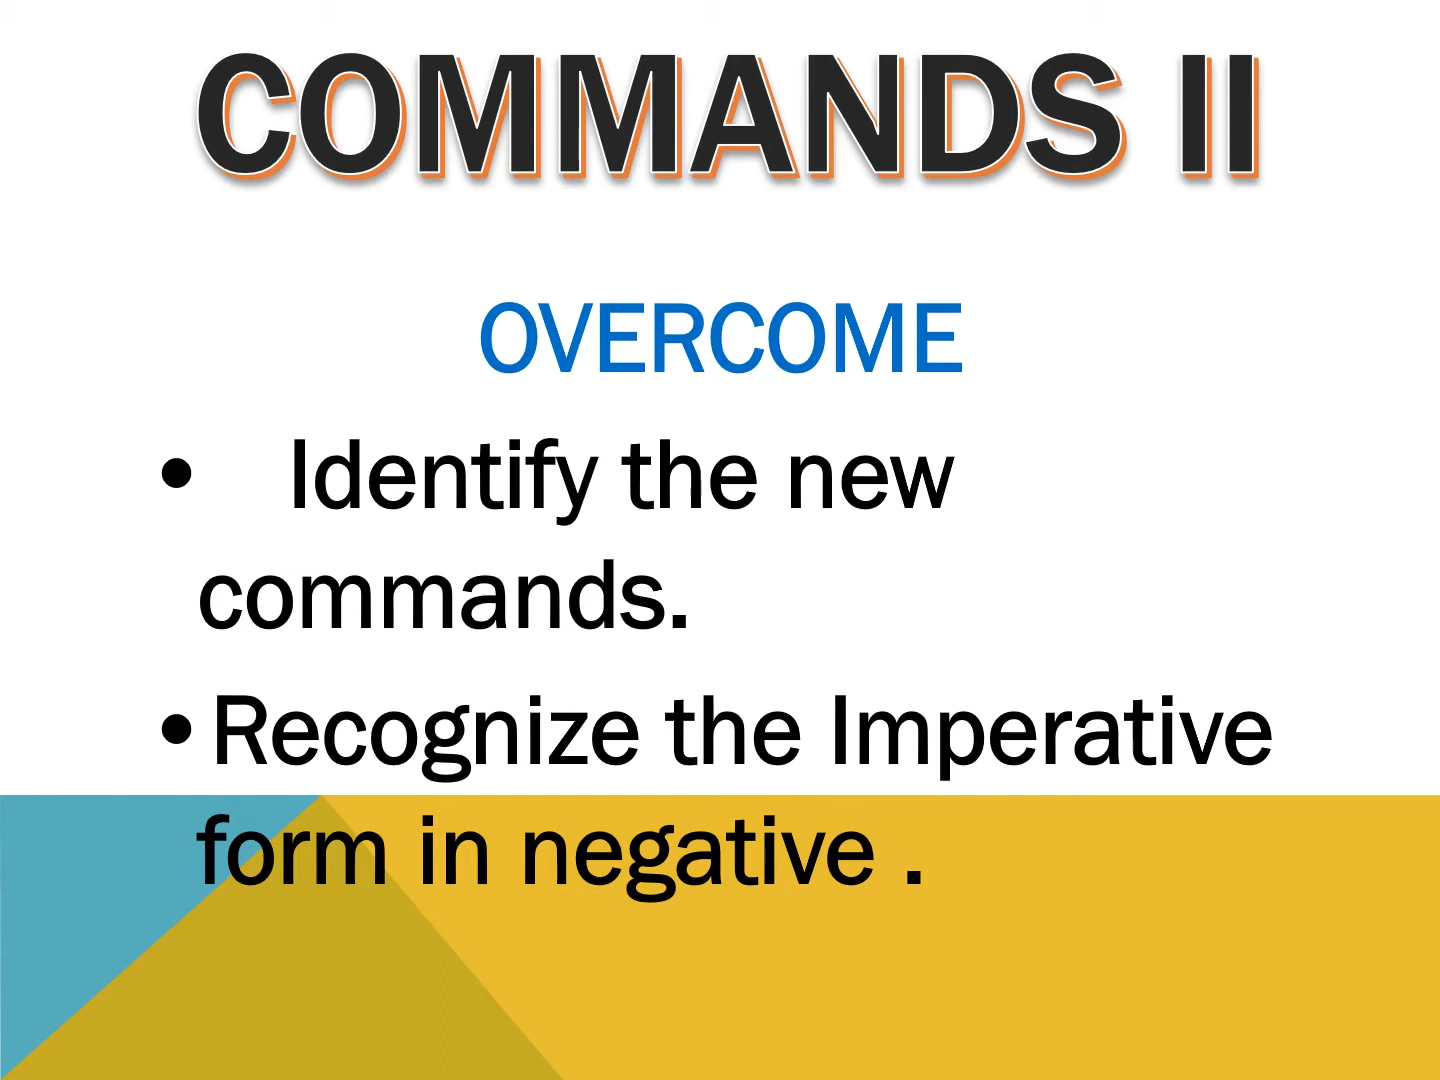 COMMANDS II
OVERCOME
• Identify the new
commands.
• Recognize the Imperative
form in negative .